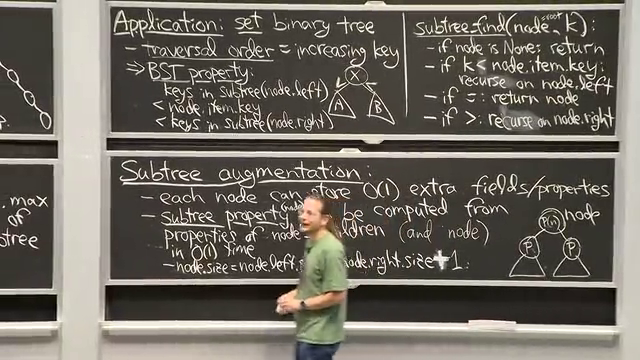 max
of
tree
Application: set binary tree
- traversal order = increasing key
⇒ BST property:
keys in subtree(node.left)
< node.item.key
< keys in subtree(node.right)
X
A B
subtree-find(node, k):
=root
- if node is None: return
- if k < node.item.key:
recurse on node.left
- if =: return node
- if >: recurse on node.right
Subtree augmentation:
- each node can store O(1) extra fields/properties
- subtree property(node) be computed from
properties of node children (and node)
in O(1) time
- node.size = node.left node.right.size + 1
P(n) node
P P